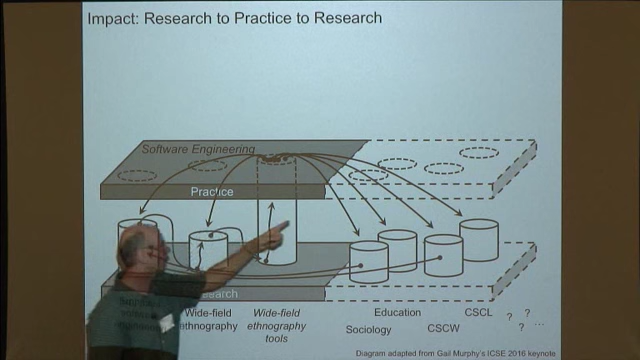 Impact: Research to Practice to Research
Software Engineering
Practice
Research
Wide-field
ethnography
Wide-field
ethnography
tools
Education
Sociology
CSCW
CSCL
?
?
?
...
Diagram adapted from Gail Murphy's ICSE 2016 keynote